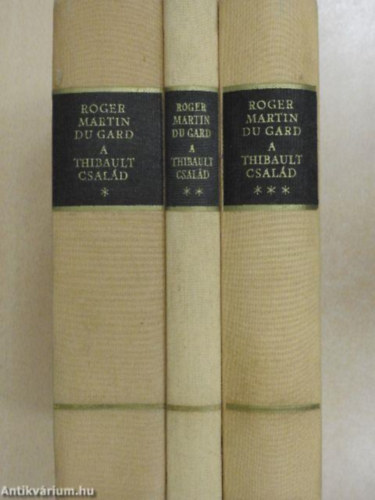 ROGER
MARTIN
DU GARD
A
THIBAULT
CSALÁD
*
ROGER
MARTIN
DU GARD
A
THIBAULT
CSALÁD
**
ROGER
MARTIN
DU GARD
A
THIBAULT
CSALÁD
***
Antikvárium.hu